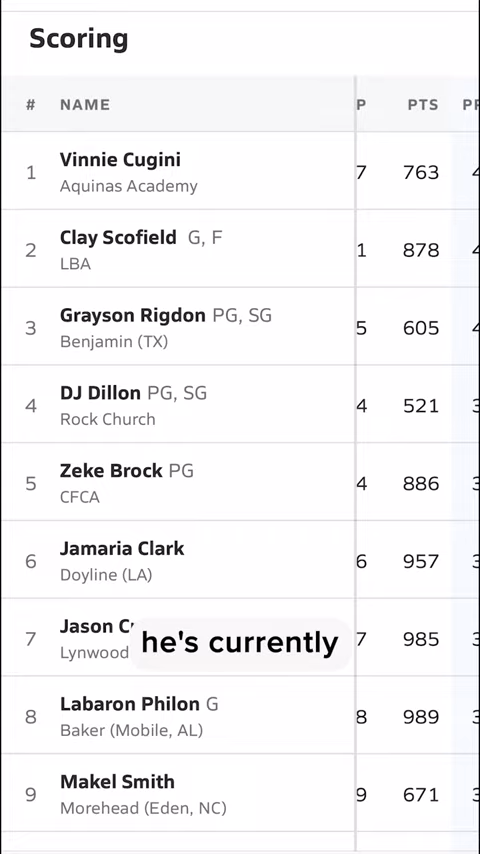 Scoring
# NAME P PTS
1 Vinnie Cugini 7 763
Aquinas Academy
2 Clay Scofield G, F 1 878
LBA
3 Grayson Rigdon PG, SG 5 605
Benjamin (TX)
4 DJ Dillon PG, SG 4 521
Rock Church
5 Zeke Brock PG 4 886
CFCA
6 Jamaria Clark 6 957
Doyline (LA)
7 Jason 7 985
Lynwood
he's currently
8 Labaron Philon G 8 989
Baker (Mobile, AL)
9 Makel Smith 9 671
Morehead (Eden, NC)